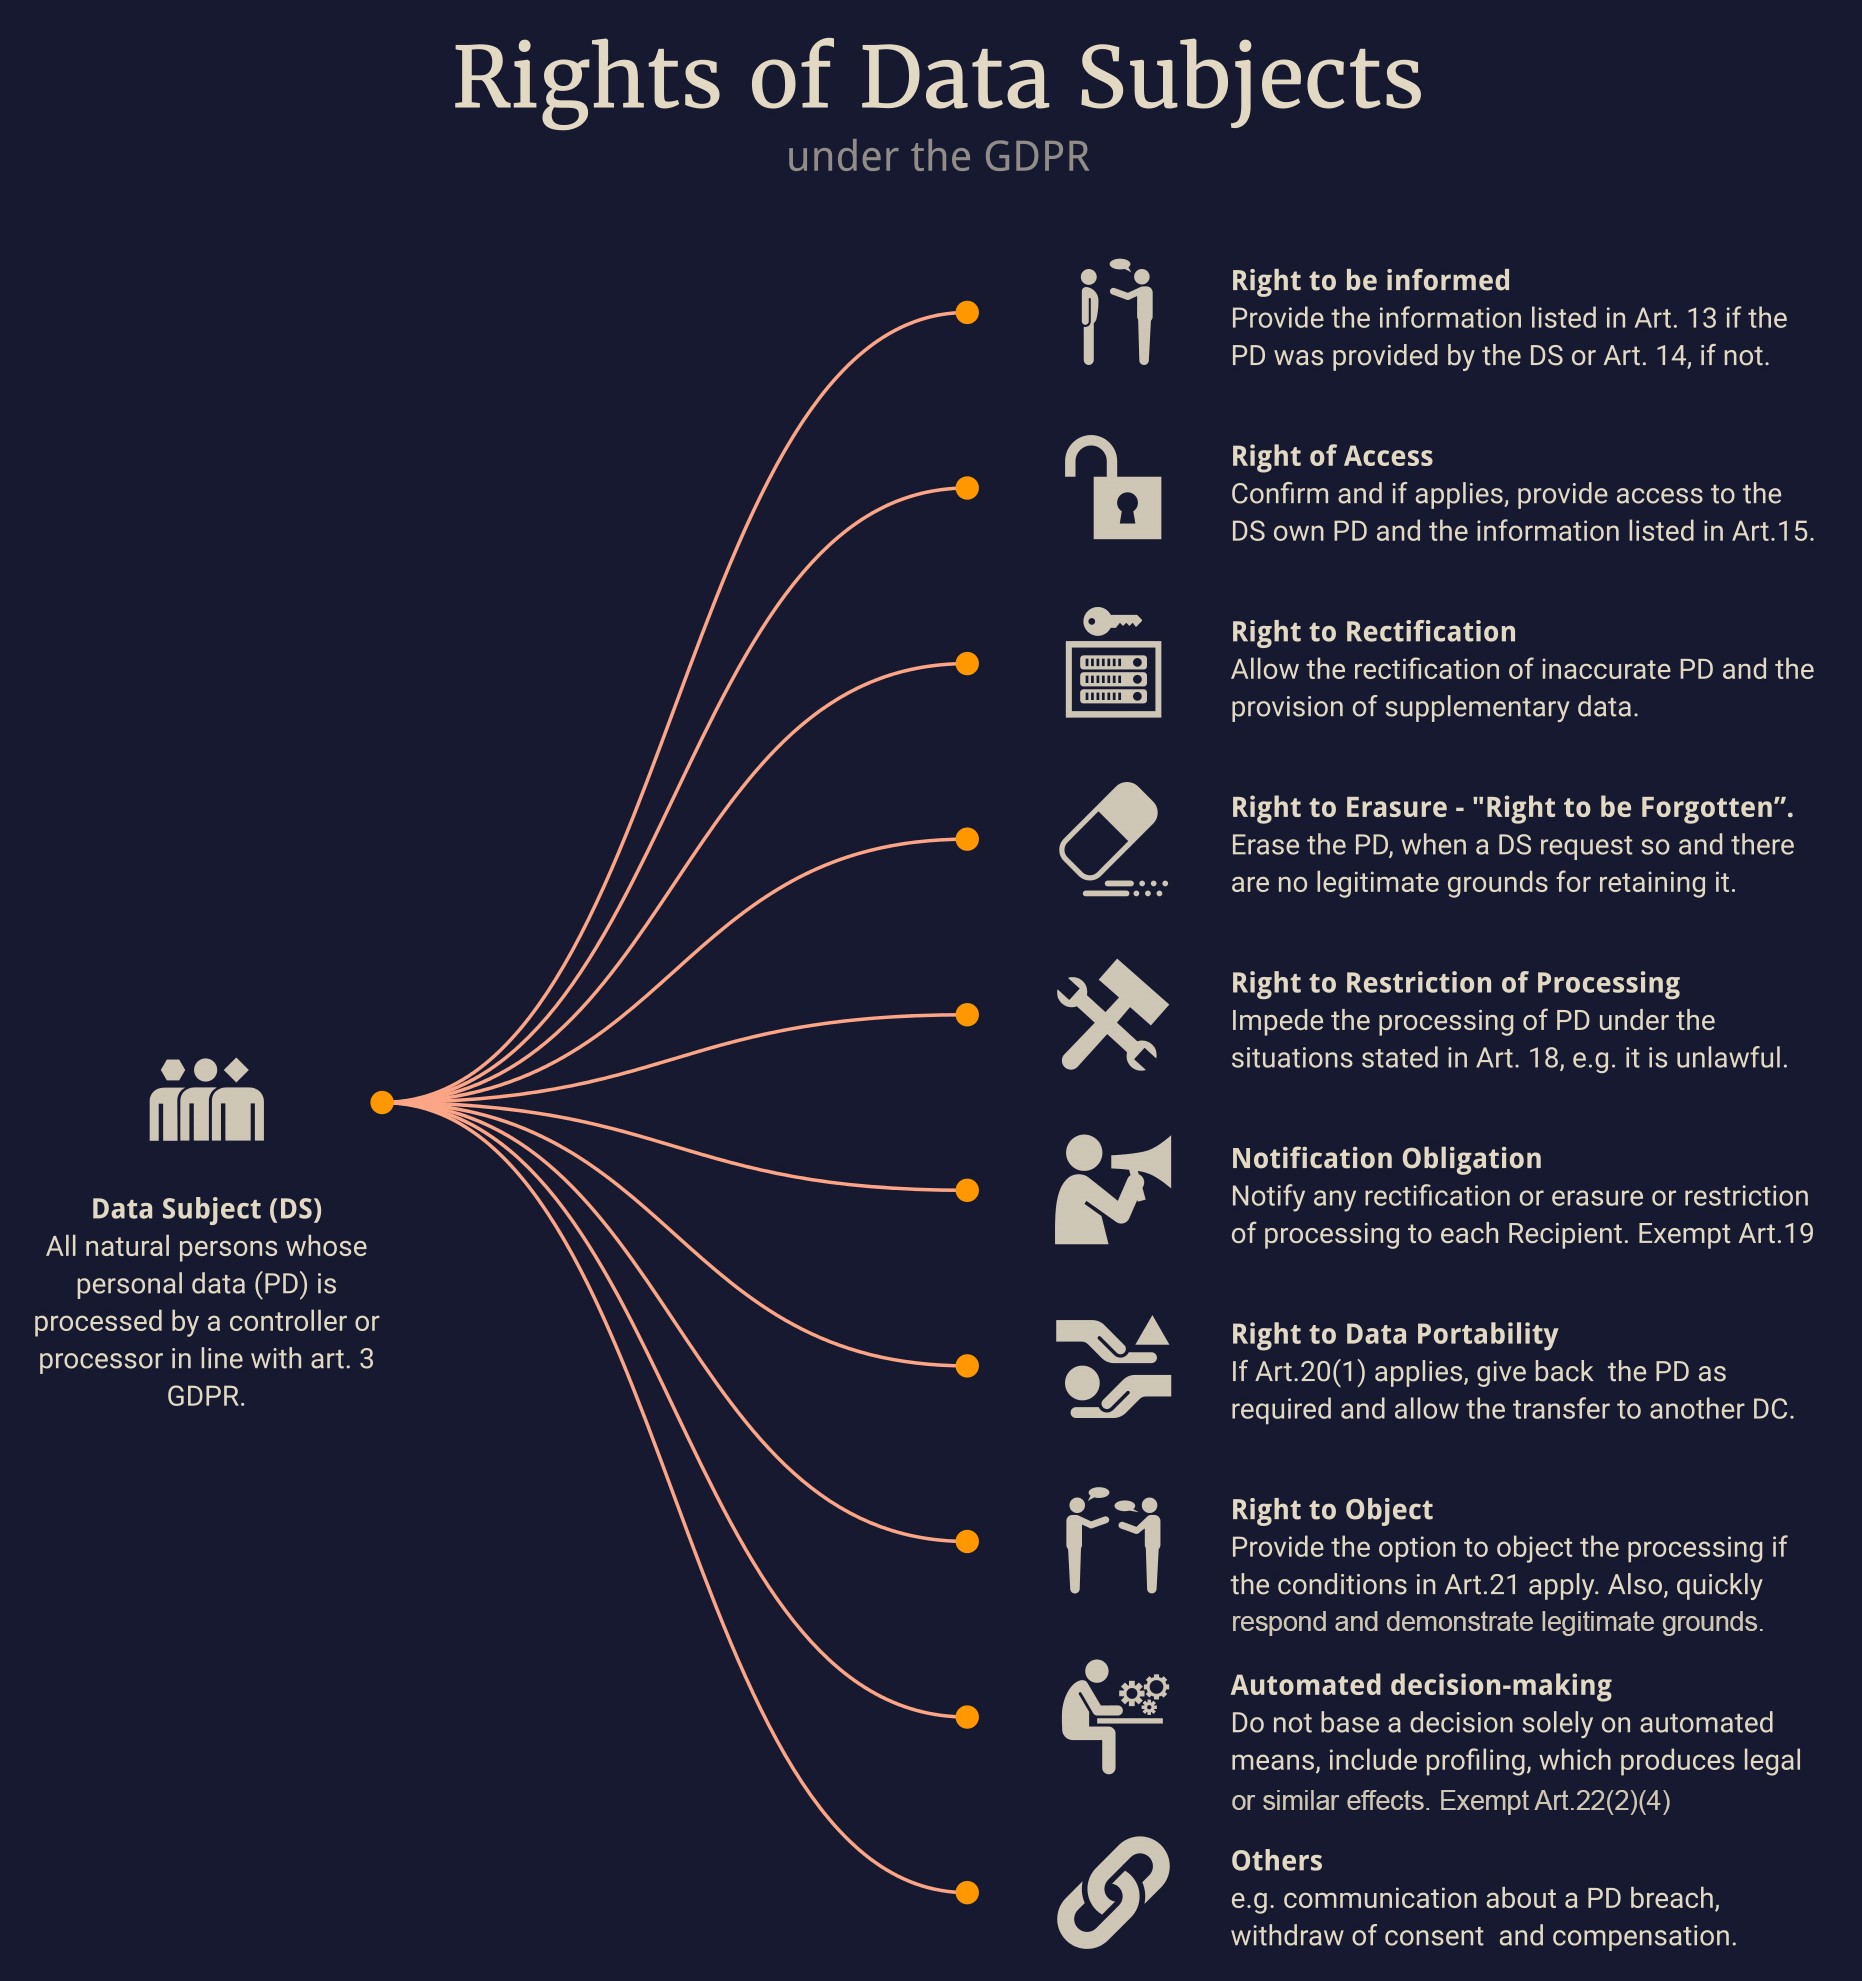 Rights of Data Subjects
under the GDPR
Right to be informed
Provide the information listed in Art. 13 if the
PD was provided by the DS or Art. 14, if not.
Right of Access
Confirm and if applies, provide access to the
DS own PD and the information listed in Art.15.
Right to Rectification
Allow the rectification of inaccurate PD and the
provision of supplementary data.
Right to Erasure - "Right to be Forgotten”.
Erase the PD, when a DS request so and there
are no legitimate grounds for retaining it.
Right to Restriction of Processing
Impede the processing of PD under the
situations stated in Art. 18, e.g. it is unlawful.
Notification Obligation
Notify any rectification or erasure or restriction
of processing to each Recipient. Exempt Art.19
Right to Data Portability
If Art.20(1) applies, give back  the PD as
required and allow the transfer to another DC.
Right to Object
Provide the option to object the processing if
the conditions in Art.21 apply. Also, quickly
respond and demonstrate legitimate grounds.
Automated decision-making
Do not base a decision solely on automated
means, include profiling, which produces legal
or similar effects. Exempt Art.22(2)(4)
Others
e.g. communication about a PD breach,
withdraw of consent  and compensation.
Data Subject (DS)
All natural persons whose
personal data (PD) is
processed by a controller or
processor in line with art. 3
GDPR.